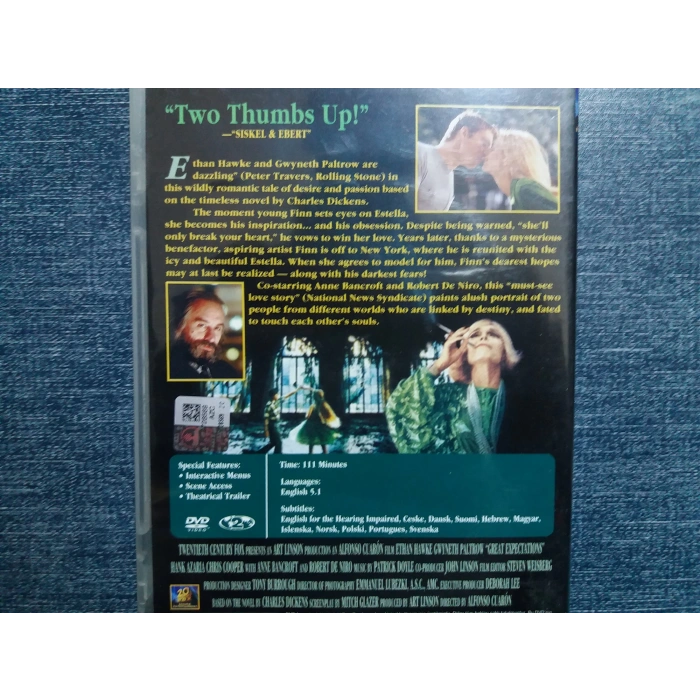 "Two Thumbs Up!"
—"SISKEL & EBERT"
Ethan Hawke and Gwyneth Paltrow are
dazzling" (Peter Travers, Rolling Stone) in
this wildly romantic tale of desire and passion based
on the timeless novel by Charles Dickens.
The moment young Finn sets eyes on Estella,
she becomes his inspiration... and his obsession. Despite being warned, "she'll
only break your heart," he vows to win her love. Years later, thanks to a mysterious
benefactor, aspiring artist Finn is off to New York, where he is reunited with the
icy and beautiful Estella. When she agrees to model for him, Finn's dearest hopes
may at last be realized — along with his darkest fears!
Co-starring Anne Bancroft and Robert De Niro, this "must-see
love story" (National News Syndicate) paints alush portrait of two
people from different worlds who are linked by destiny, and fated
to touch each other's souls.
Special Features:
• Interactive Menus
• Scene Access
• Theatrical Trailer
DVD
VIDEO
2
Time: 111 Minutes
Languages:
English 5.1
Subtitles:
English for the Hearing Impaired, Ceske, Dansk, Suomi, Hebrew, Magyar,
Islenska, Norsk, Polski, Portugues, Svenska
TWENTIETH CENTURY FOX PRESENTS AN ART LINSON PRODUCTION AN ALFONSO CUARÓN FILM ETHAN HAWKE GWYNETH PALTROW "GREAT EXPECTATIONS"
HANK AZARIA CHRIS COOPER WITH ANNE BANCROFT AND ROBERT DE NIRO MUSIC BY PATRICK DOYLE CO-PRODUCER JOHN LINSON FILM EDITOR STEVEN WEISBERG
PRODUCTION DESIGNER TONY BURROUGH DIRECTOR OF PHOTOGRAPHY EMMANUEL LUBEZKI, A.S.C., AMC. EXECUTIVE PRODUCER DEBORAH LEE
BASED ON THE NOVEL BY CHARLES DICKENS SCREENPLAY BY MITCH GLAZER PRODUCED BY ART LINSON DIRECTED BY ALFONSO CUARÓN